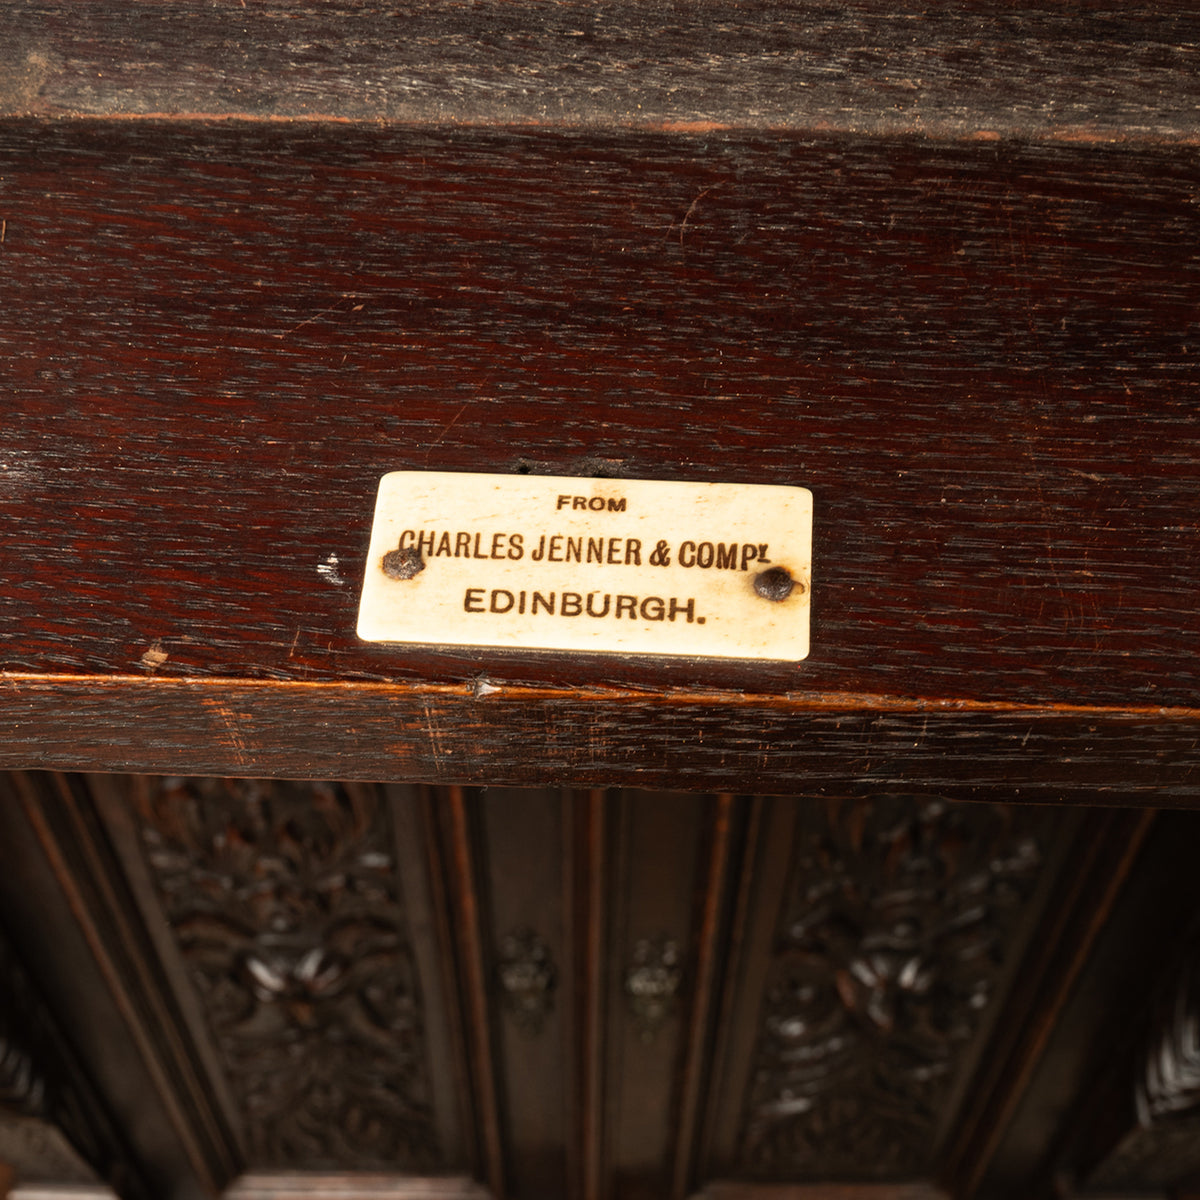 FROM
CHARLES JENNER & COMPY
EDINBURGH.